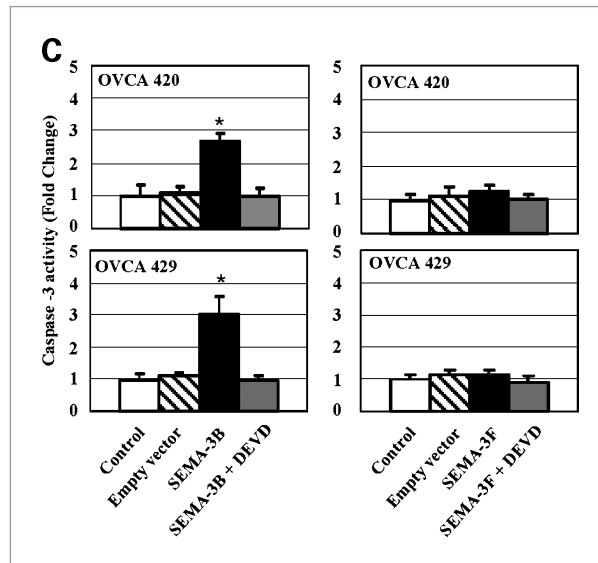 C
OVCA 420
5
4
3
2
1
0
*
OVCA 420
5
4
3
2
1
0
Caspase -3 activity (Fold Change)
OVCA 429
5
4
3
2
1
0
*
OVCA 429
5
4
3
2
1
0
Control
Empty vector
SEMA-3B
SEMA-3B + DEVD
Control
Empty vector
SEMA-3F
SEMA-3F + DEVD